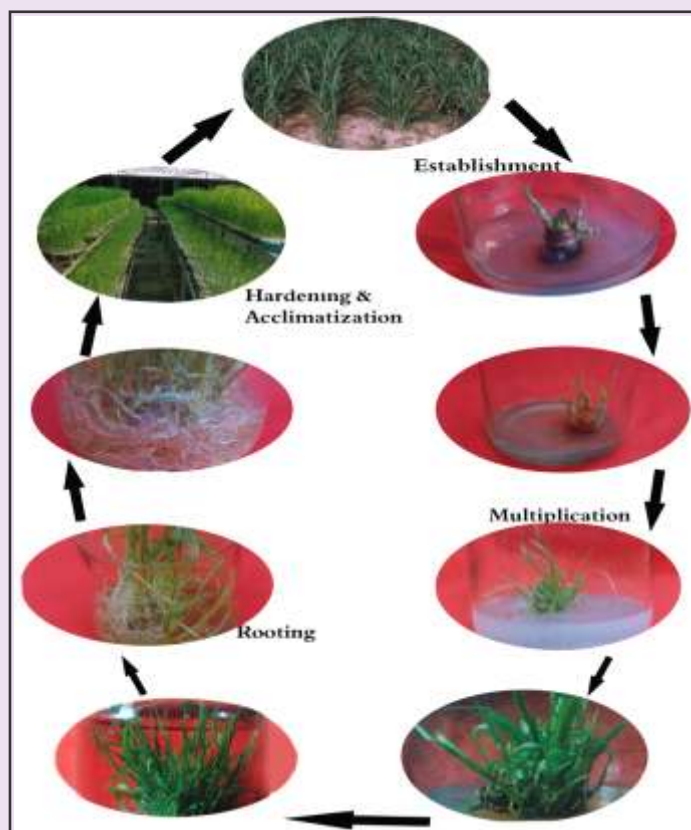 Establishment
Hardening &
Acclimatization
Multiplication
Rooting